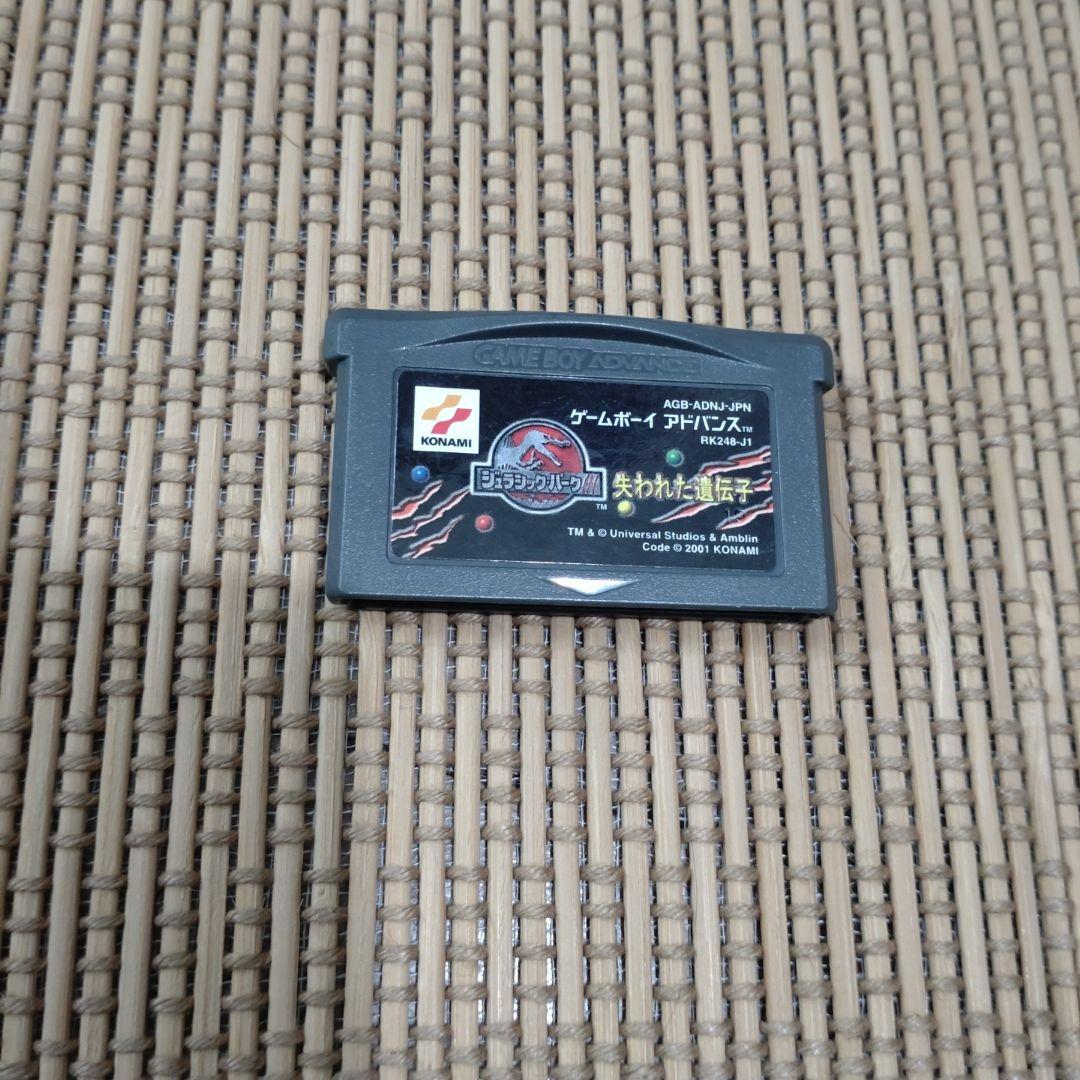 GAME BOY ADVANCE
KONAMI
AGB-ADNJ-JPN
ゲームボーイ アドバンス™
RK248-J1
ジュラシック・パークIII™
失われた遺伝子
TM & © Universal Studios & Amblin
Code © 2001 KONAMI